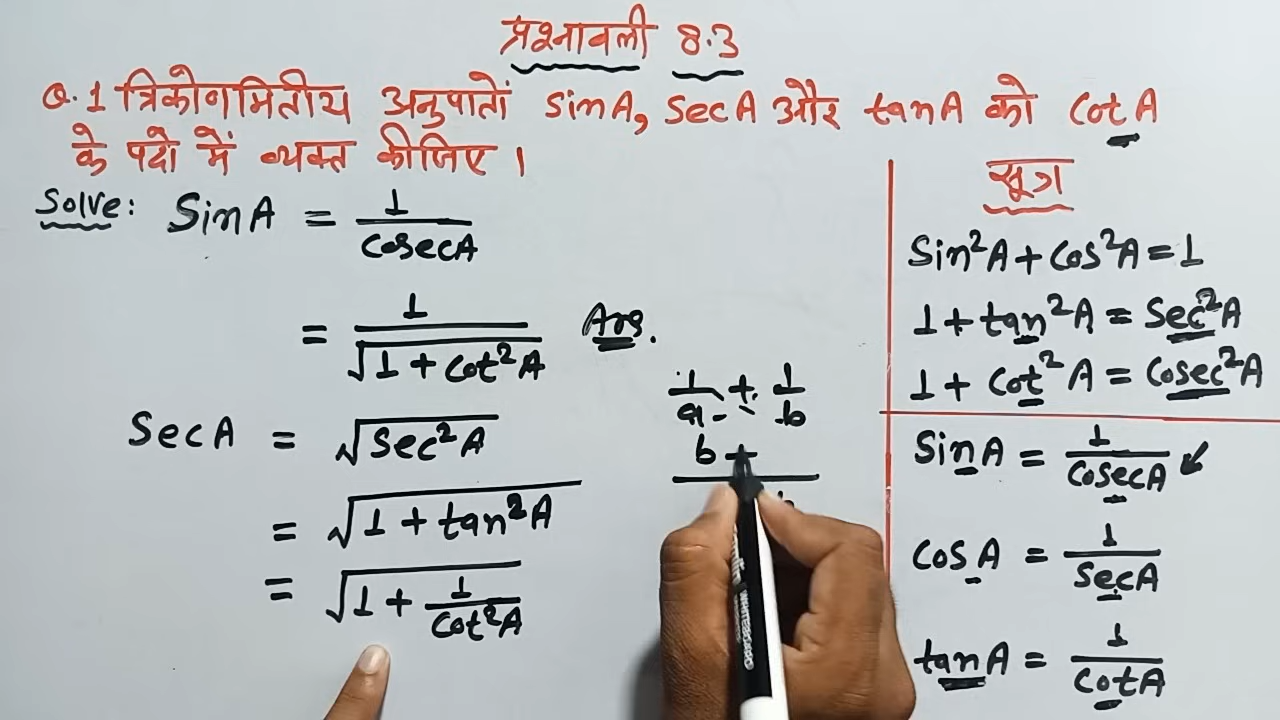 प्रश्नावली 8.3
Q.1 त्रिकोणमितीय अनुपातों sinA, SecA और tanA को CotA
के पदो में व्यक्त कीजिए ।
Solve: SinA = 1/CosecA
= 1/√(1 + Cot²A) Ans.
SecA = √(Sec²A)
= √(1 + tan²A)
= √(1 + 1/Cot²A)
1/a + 1/b
b +
सूत्र
Sin²A + Cos²A = 1
1 + tan²A = Sec²A
1 + Cot²A = Cosec²A
SinA = 1/CosecA
CosA = 1/SecA
tanA = 1/CotA